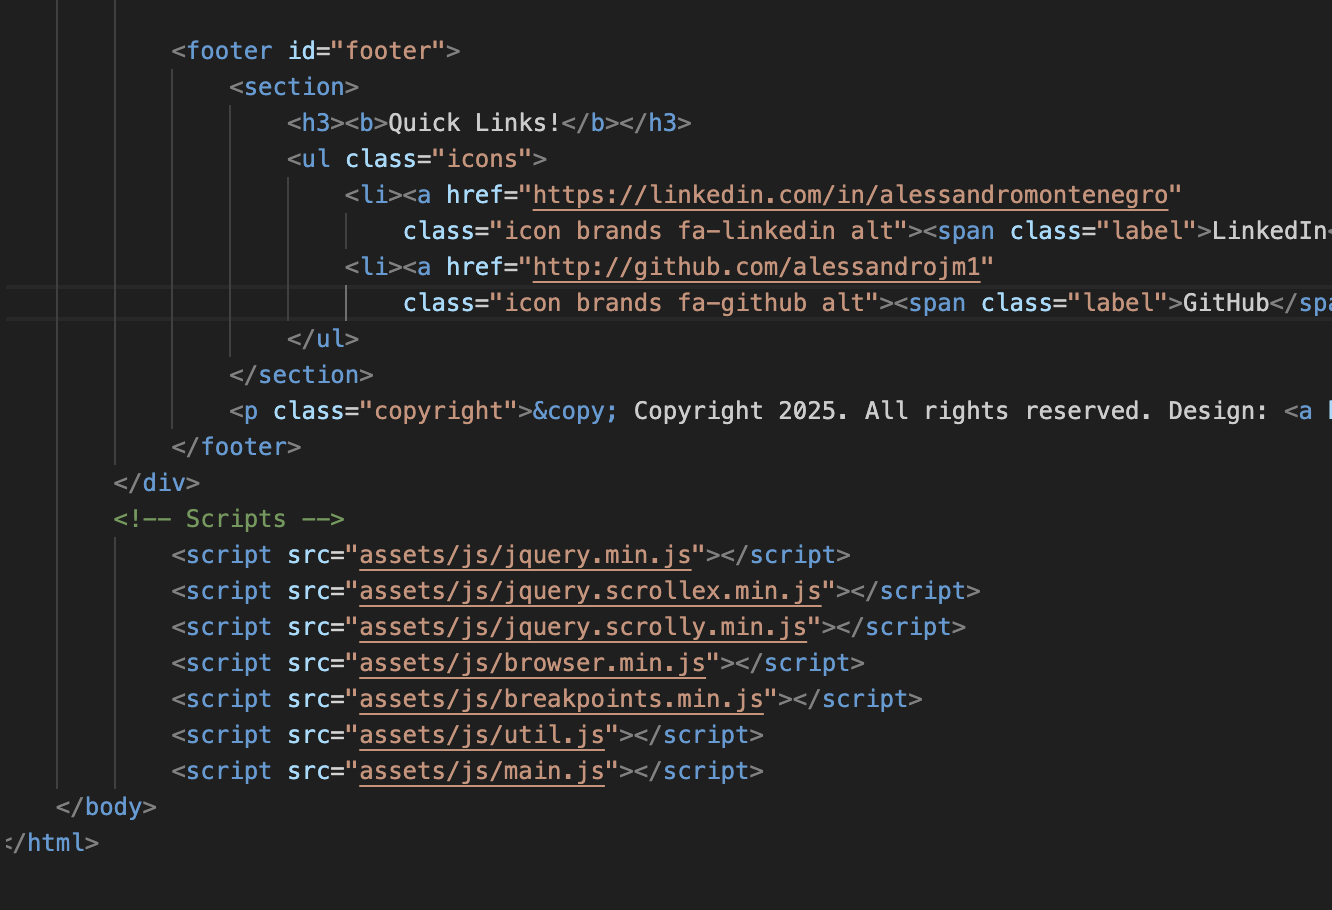 <footer id="footer">
<section>
<h3><b>Quick Links!</b></h3>
<ul class="icons">
<li><a href="https://linkedin.com/in/alessandromontenegro"
class="icon brands fa-linkedin alt"><span class="label">LinkedIn<
<li><a href="http://github.com/alessandrojm1"
class="icon brands fa-github alt"><span class="label">GitHub</spa
</ul>
</section>
<p class="copyright">&copy; Copyright 2025. All rights reserved. Design: <a
</footer>
</div>
<!-- Scripts -->
<script src="assets/js/jquery.min.js"></script>
<script src="assets/js/jquery.scrollex.min.js"></script>
<script src="assets/js/jquery.scrolly.min.js"></script>
<script src="assets/js/browser.min.js"></script>
<script src="assets/js/breakpoints.min.js"></script>
<script src="assets/js/util.js"></script>
<script src="assets/js/main.js"></script>
</body>
</html>